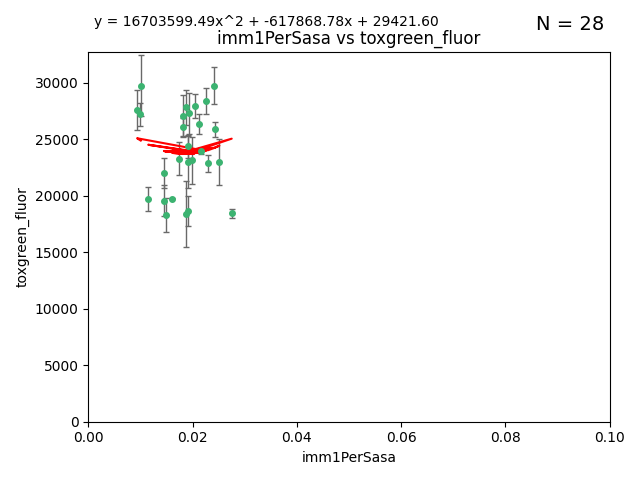 y = 16703599.49x^2 + -617868.78x + 29421.60
N = 28
imm1PerSasa vs toxgreen_fluor
30000
25000
20000
15000
10000
5000
0
toxgreen_fluor
0.00 0.02 0.04 0.06 0.08 0.10
imm1PerSasa